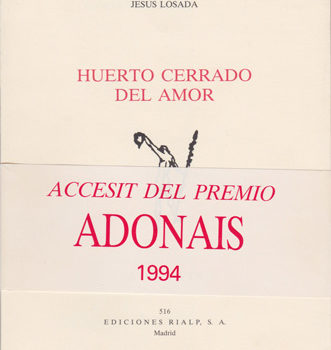 JESUS LOSADA
HUERTO CERRADO
DEL AMOR
ACCESIT DEL PREMIO
ADONAIS
1994
516
EDICIONES RIALP, S. A.
Madrid